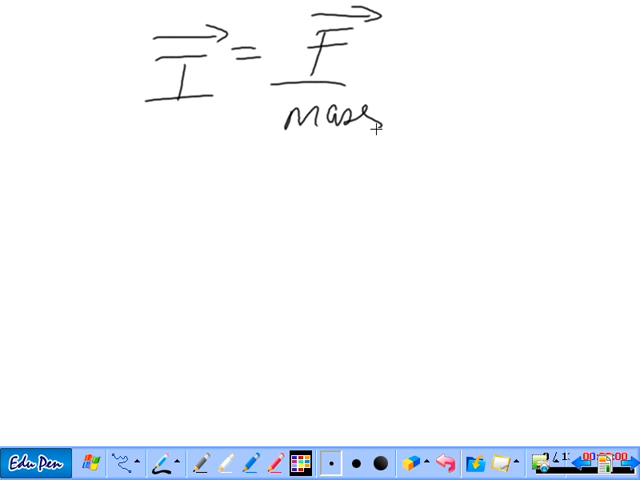 I = F
mass
Edu Pen